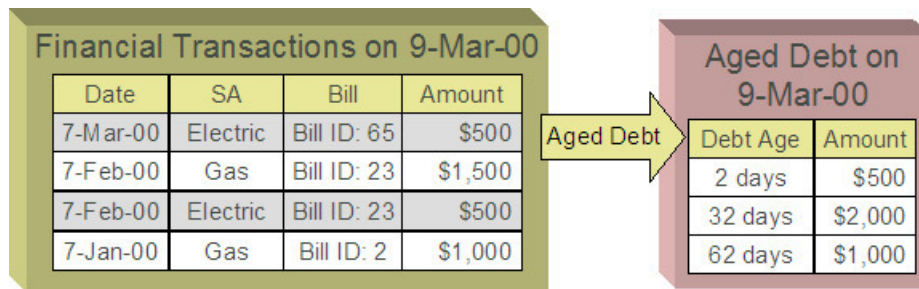 Financial Transactions on 9-Mar-00
Date SA Bill Amount
7-Mar-00 Electric Bill ID: 65 $500
7-Feb-00 Gas Bill ID: 23 $1,500
7-Feb-00 Electric Bill ID: 23 $500
7-Jan-00 Gas Bill ID: 2 $1,000
Aged Debt
Aged Debt on
9-Mar-00
Debt Age Amount
2 days $500
32 days $2,000
62 days $1,000